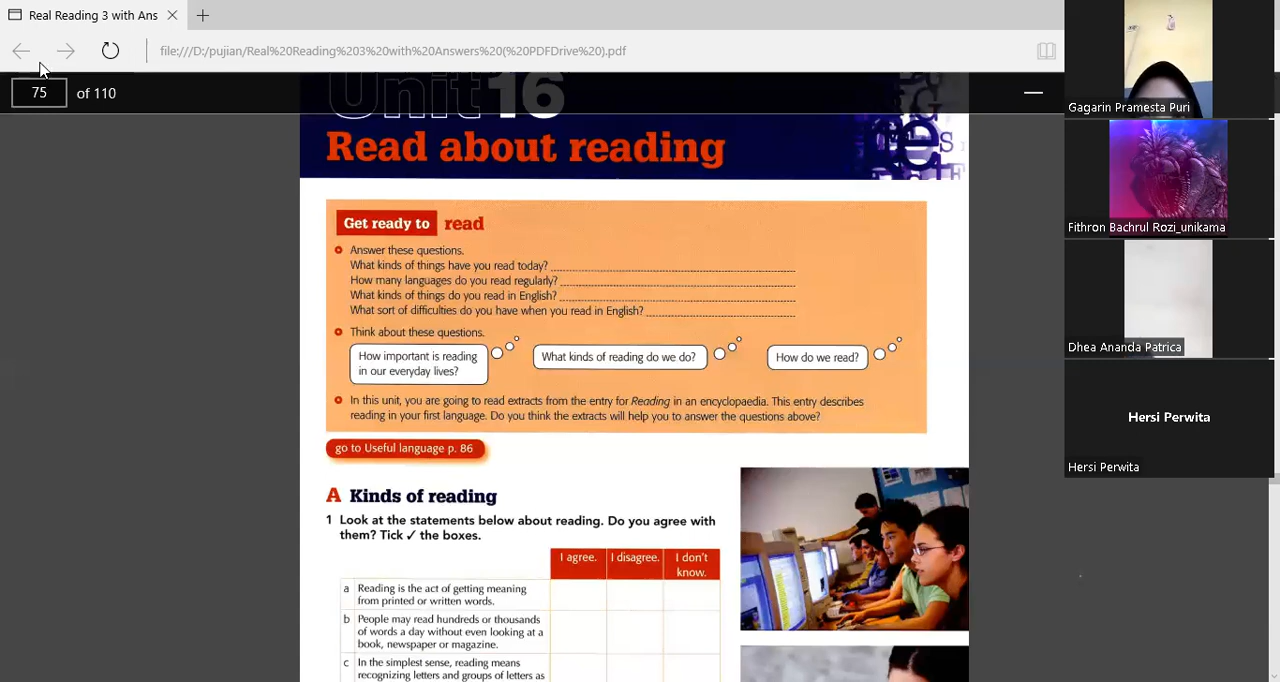 Real Reading 3 with Ans
file:///D:/pujian/Real%20Reading%203%20with%20Answers%20(%20PDFDrive%20).pdf
75 of 110
Unit 16
Read about reading
Get ready to read
Answer these questions.
What kinds of things have you read today?
How many languages do you read regularly?
What kinds of things do you read in English?
What sort of difficulties do you have when you read in English?
Think about these questions.
How important is reading
in our everyday lives?
What kinds of reading do we do?
How do we read?
In this unit, you are going to read extracts from the entry for Reading in an encyclopaedia. This entry describes
reading in your first language. Do you think the extracts will help you to answer the questions above?
go to Useful language p. 86
A Kinds of reading
1 Look at the statements below about reading. Do you agree with
them? Tick ✓ the boxes.
I agree. I disagree. I don't
know.
a Reading is the act of getting meaning
from printed or written words.
b People may read hundreds or thousands
of words a day without even looking at a
book, newspaper or magazine.
c In the simplest sense, reading means
recognizing letters and groups of letters as
Gagarin Pramesta Puri
Fithron Bachrul Rozi_unikama
Dhea Ananda Patrica
Hersi Perwita
Hersi Perwita